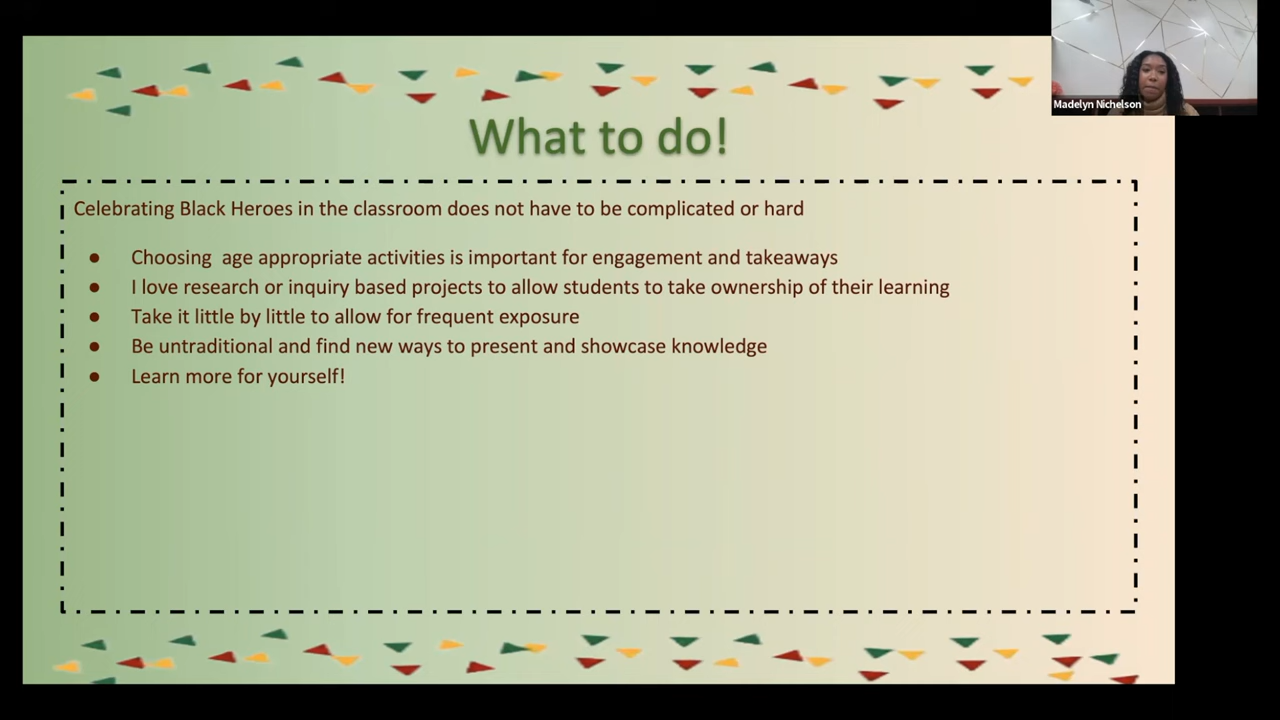 Madelyn Nichelson
What to do!
Celebrating Black Heroes in the classroom does not have to be complicated or hard
● Choosing  age appropriate activities is important for engagement and takeaways
● I love research or inquiry based projects to allow students to take ownership of their learning
● Take it little by little to allow for frequent exposure
● Be untraditional and find new ways to present and showcase knowledge
● Learn more for yourself!